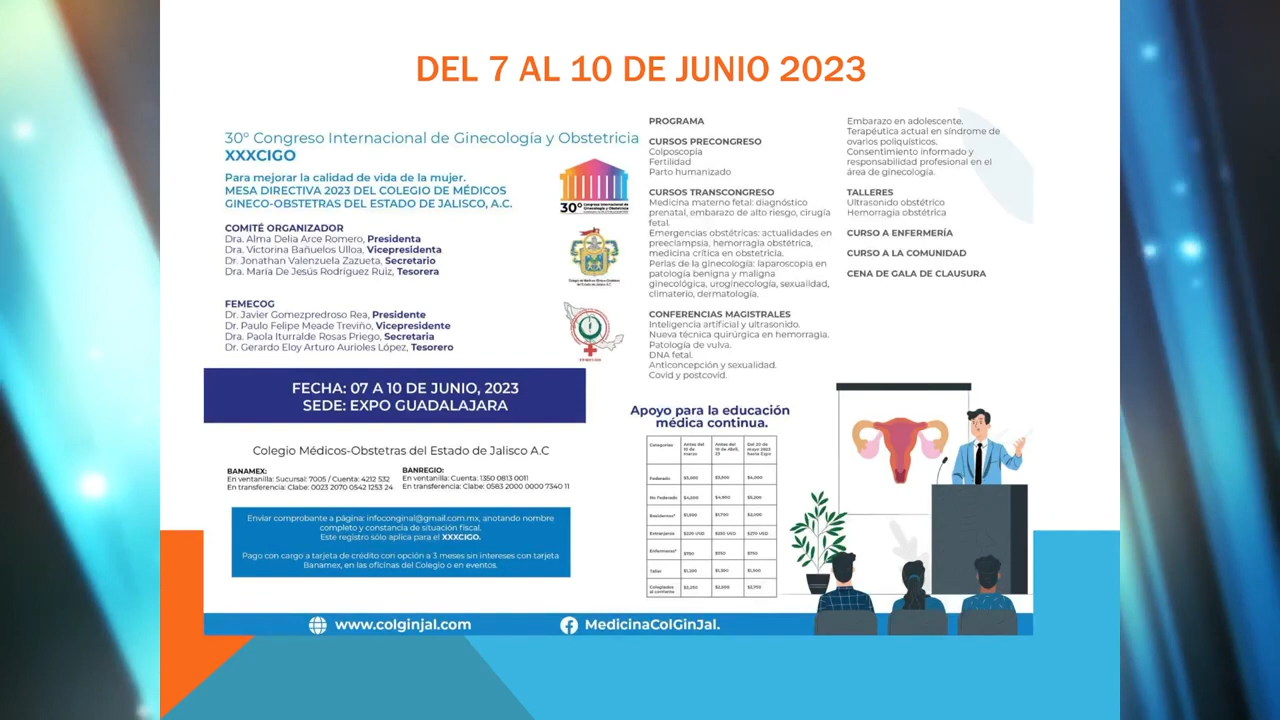 DEL 7 AL 10 DE JUNIO 2023
30° Congreso Internacional de Ginecología y Obstetricia
XXXCIGO
Para mejorar la calidad de vida de la mujer.
MESA DIRECTIVA 2023 DEL COLEGIO DE MÉDICOS
GINECO-OBSTETRAS DEL ESTADO DE JALISCO, A.C.
COMITÉ ORGANIZADOR
Dra. Alma Delia Arce Romero, Presidenta
Dra. Victorina Bañuelos Ulloa, Vicepresidenta
Dr. Jonathan Valenzuela Zazueta, Secretario
Dra. María De Jesús Rodríguez Ruiz, Tesorera
FEMECOG
Dr. Javier Gomezpredroso Rea, Presidente
Dr. Paulo Felipe Meade Treviño, Vicepresidente
Dra. Paola Iturralde Rosas Priego, Secretaria
Dr. Gerardo Eloy Arturo Aurioles López, Tesorero
30°
FECHA: 07 A 10 DE JUNIO, 2023
SEDE: EXPO GUADALAJARA
Colegio Médicos-Obstetras del Estado de Jalisco A.C
BANAMEX:
En ventanilla: Sucursal: 7005 / Cuenta: 4212 532
En transferencia: Clabe: 0023 2070 0542 1253 24
BANREGIO:
En ventanilla: Cuenta: 1350 0813 0011
En transferencia: Clabe: 0583 2000 0000 7340 11
Enviar comprobante a página: infoconginal@gmail.com.mx, anotando nombre
completo y constancia de situación fiscal.
Este registro sólo aplica para el XXXCIGO.
Pago con cargo a tarjeta de crédito con opción a 3 meses sin intereses con tarjeta
Banamex, en las oficinas del Colegio o en eventos.
PROGRAMA
CURSOS PRECONGRESO
Colposcopia
Fertilidad
Parto humanizado
CURSOS TRANSCONGRESO
Medicina materno fetal: diagnóstico
prenatal, embarazo de alto riesgo, cirugía
fetal.
Emergencias obstétricas: actualidades en
preeclampsia, hemorragia obstétrica,
medicina crítica en obstetricia.
Perlas de la ginecología: laparoscopia en
patología benigna y maligna
ginecológica, uroginecología, sexualidad,
climaterio, dermatología.
CONFERENCIAS MAGISTRALES
Inteligencia artificial y ultrasonido.
Nueva técnica quirúrgica en hemorragia.
Patología de vulva.
DNA fetal.
Anticoncepción y sexualidad.
Covid y postcovid.
Embarazo en adolescente.
Terapéutica actual en síndrome de
ovarios poliquísticos.
Consentimiento informado y
responsabilidad profesional en el
área de ginecología.
TALLERES
Ultrasonido obstétrico
Hemorragia obstétrica
CURSO A ENFERMERÍA
CURSO A LA COMUNIDAD
CENA DE GALA DE CLAUSURA
Apoyo para la educación
médica continua.
Categorías
Federado
No Federado
Residentes*
Extranjeros
Enfermeras*
Taller
www.colginjal.com
MedicinaColGinJal.